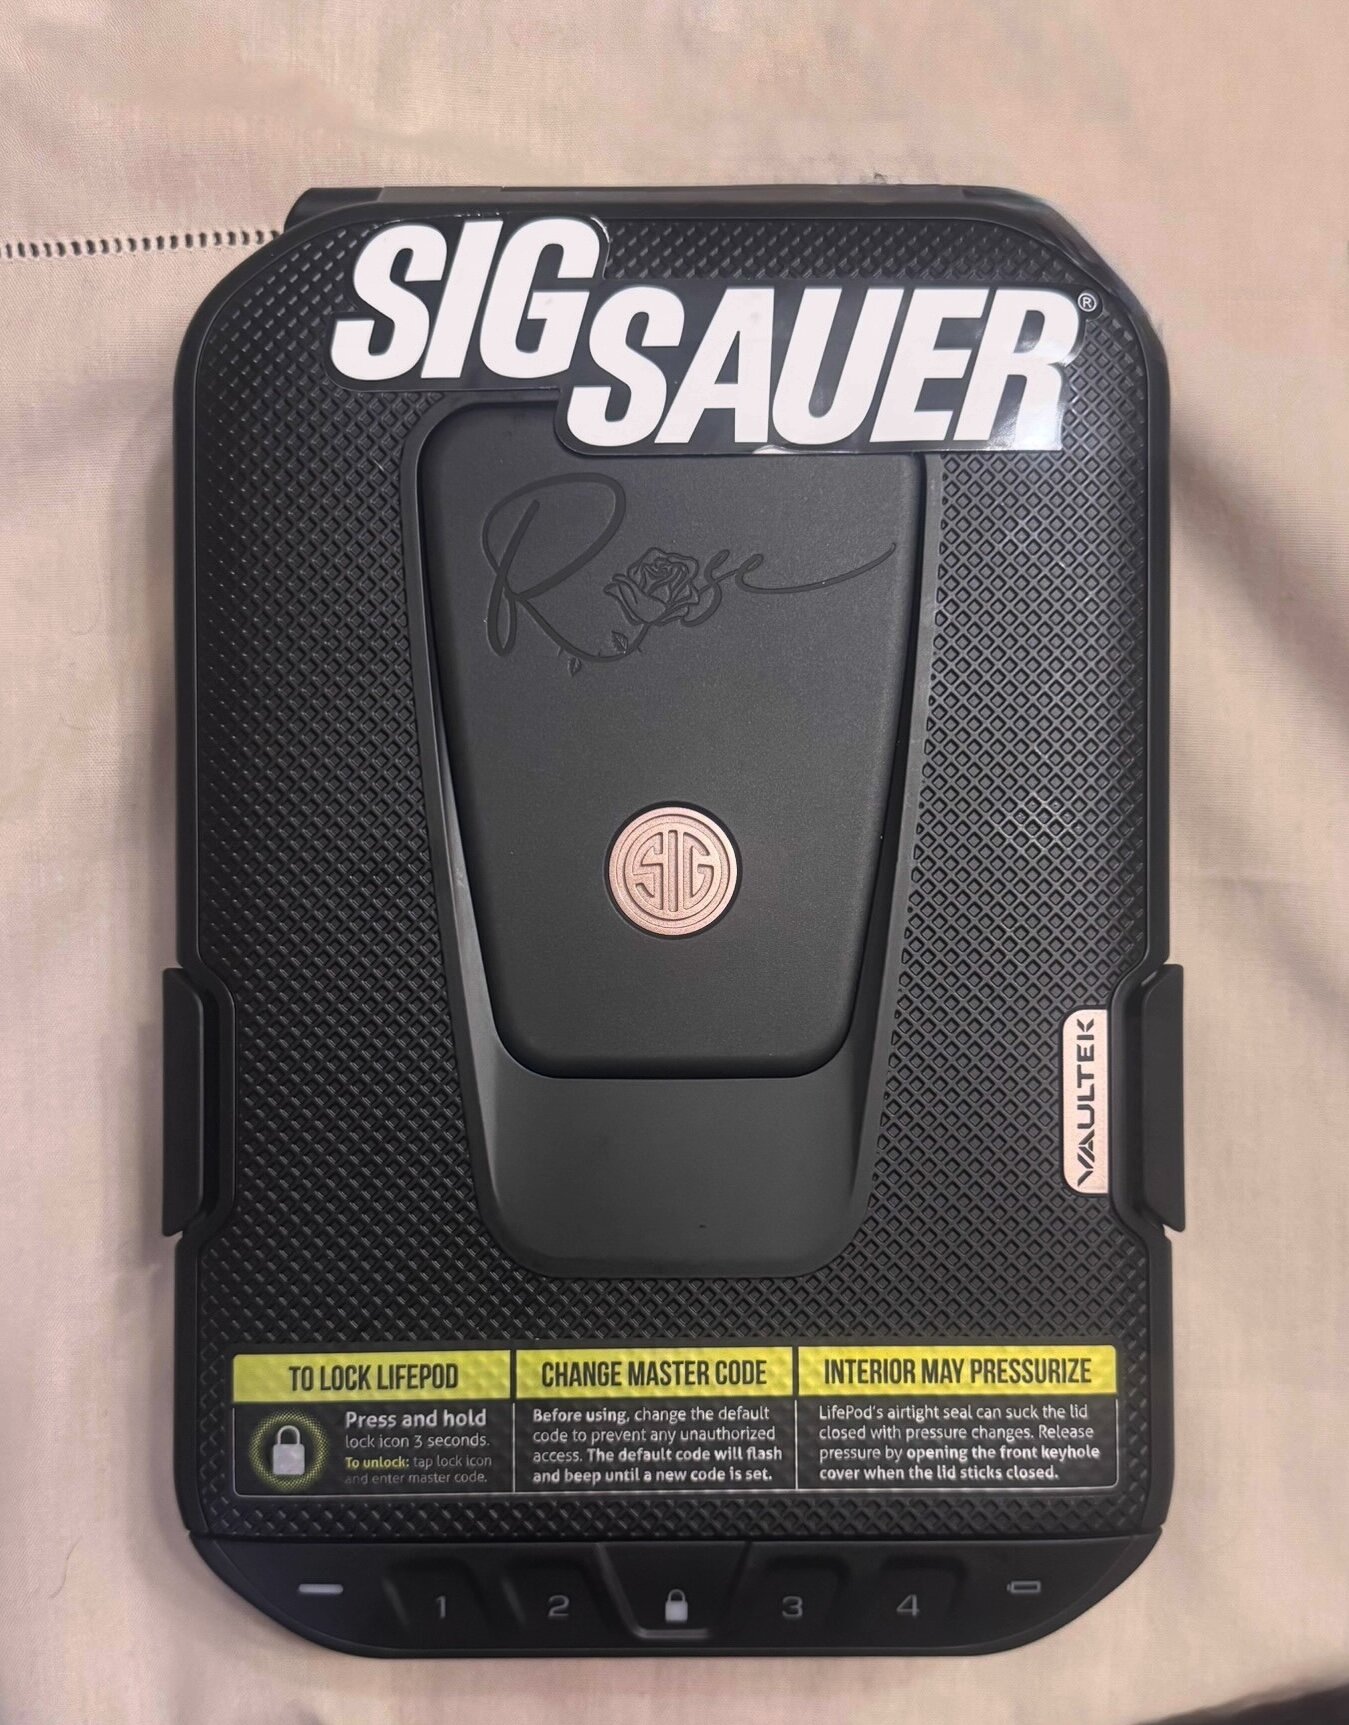 SIG
SAUER®
Rose
SIG
VAULTEK
TO LOCK LIFEPOD
Press and hold
lock icon 3 seconds.
To unlock: tap lock icon
and enter master code.
CHANGE MASTER CODE
Before using, change the default
code to prevent any unauthorized
access. The default code will flash
and beep until a new code is set.
INTERIOR MAY PRESSURIZE
LifePod's airtight seal can suck the lid
closed with pressure changes. Release
pressure by opening the front keyhole
cover when the lid sticks closed.
1 2 3 4